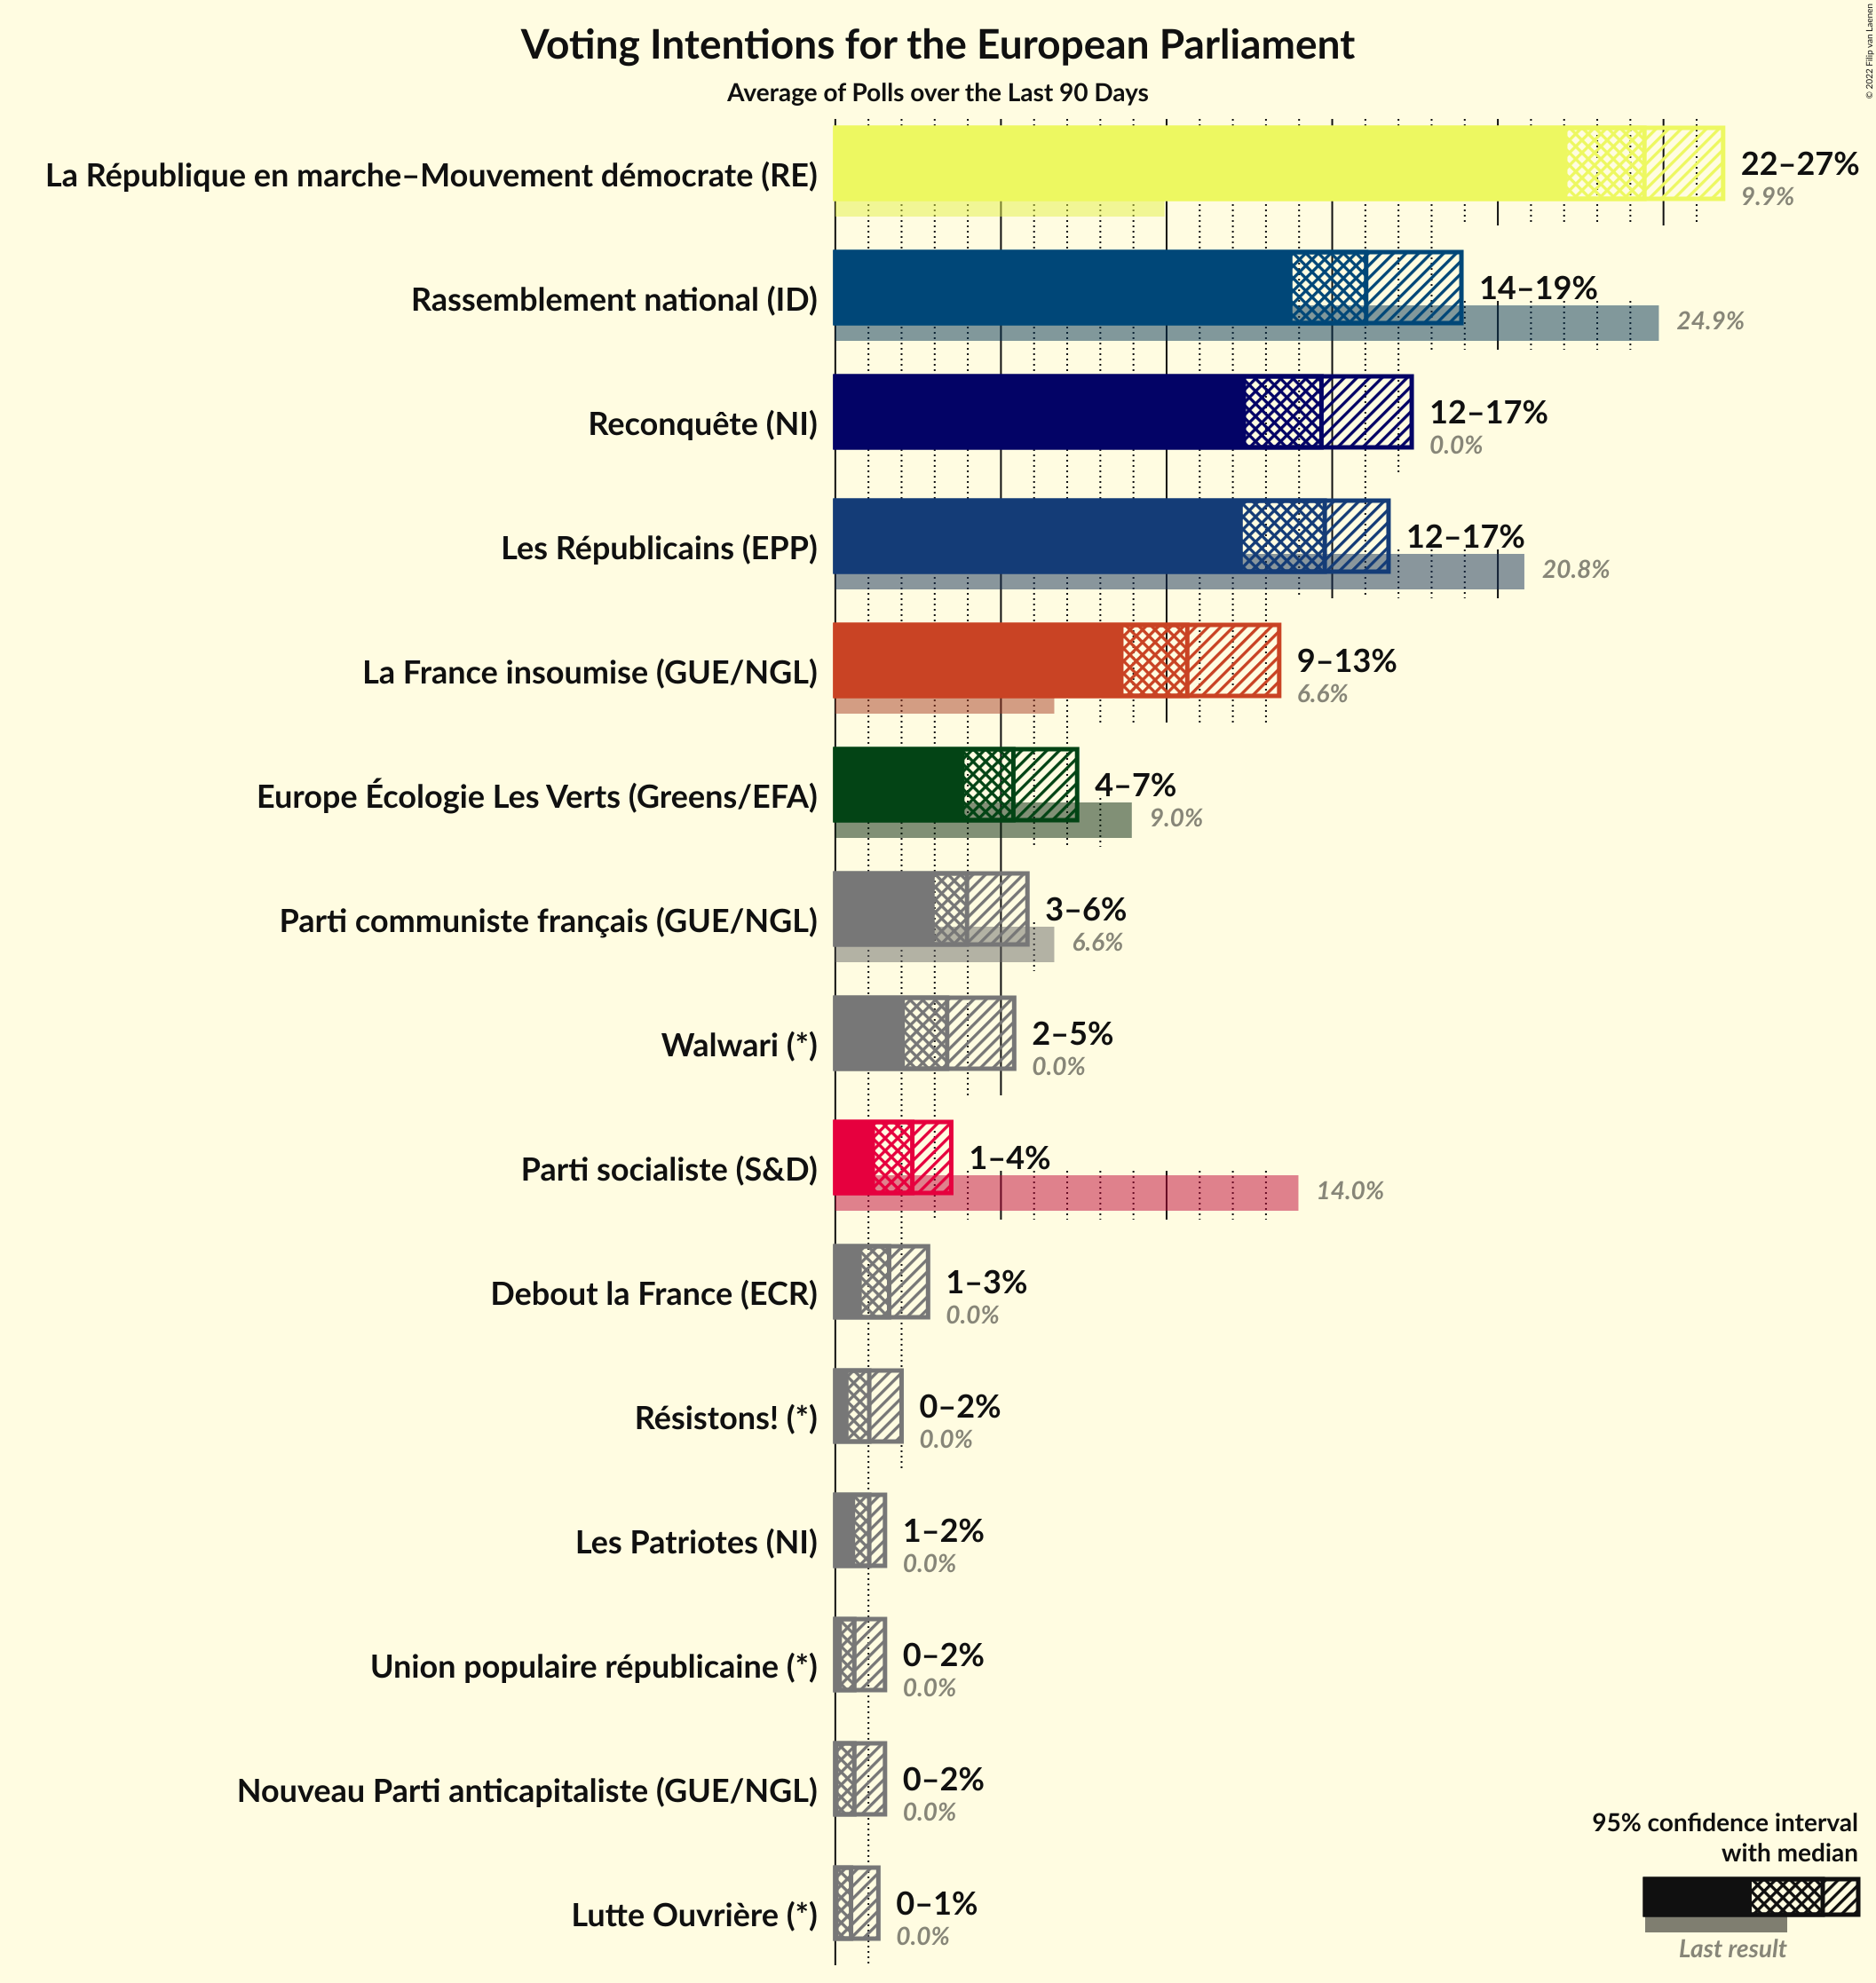 Voting Intentions for the European Parliament
Average of Polls over the Last 90 Days
© 2022 Filip van Laenen
La République en marche–Mouvement démocrate (RE)
22–27%
9.9%
Rassemblement national (ID)
14–19%
24.9%
Reconquête (NI)
12–17%
0.0%
Les Républicains (EPP)
12–17%
20.8%
La France insoumise (GUE/NGL)
9–13%
6.6%
Europe Écologie Les Verts (Greens/EFA)
4–7%
9.0%
Parti communiste français (GUE/NGL)
3–6%
6.6%
Walwari (*)
2–5%
0.0%
Parti socialiste (S&D)
1–4%
14.0%
Debout la France (ECR)
1–3%
0.0%
Résistons! (*)
0–2%
0.0%
Les Patriotes (NI)
1–2%
0.0%
Union populaire républicaine (*)
0–2%
0.0%
Nouveau Parti anticapitaliste (GUE/NGL)
0–2%
0.0%
Lutte Ouvrière (*)
0–1%
0.0%
95% confidence interval
with median
Last result